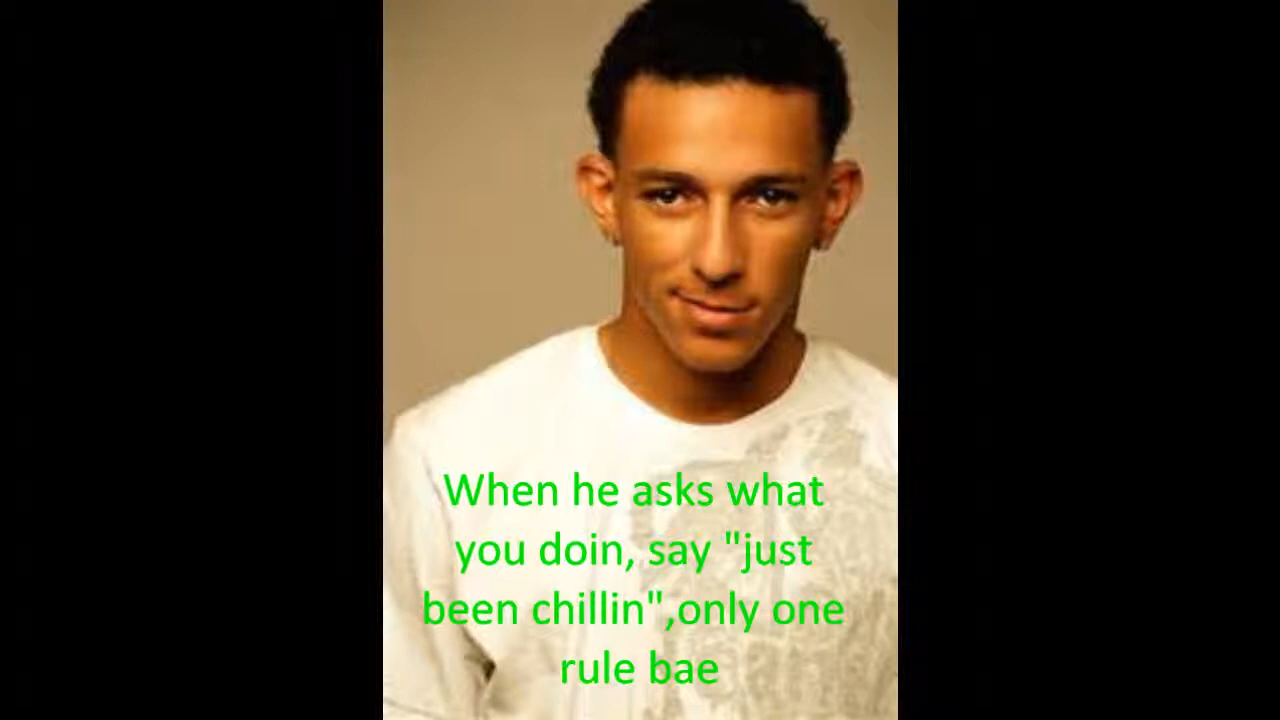 When he asks what
you doin, say "just
been chillin",only one
rule bae